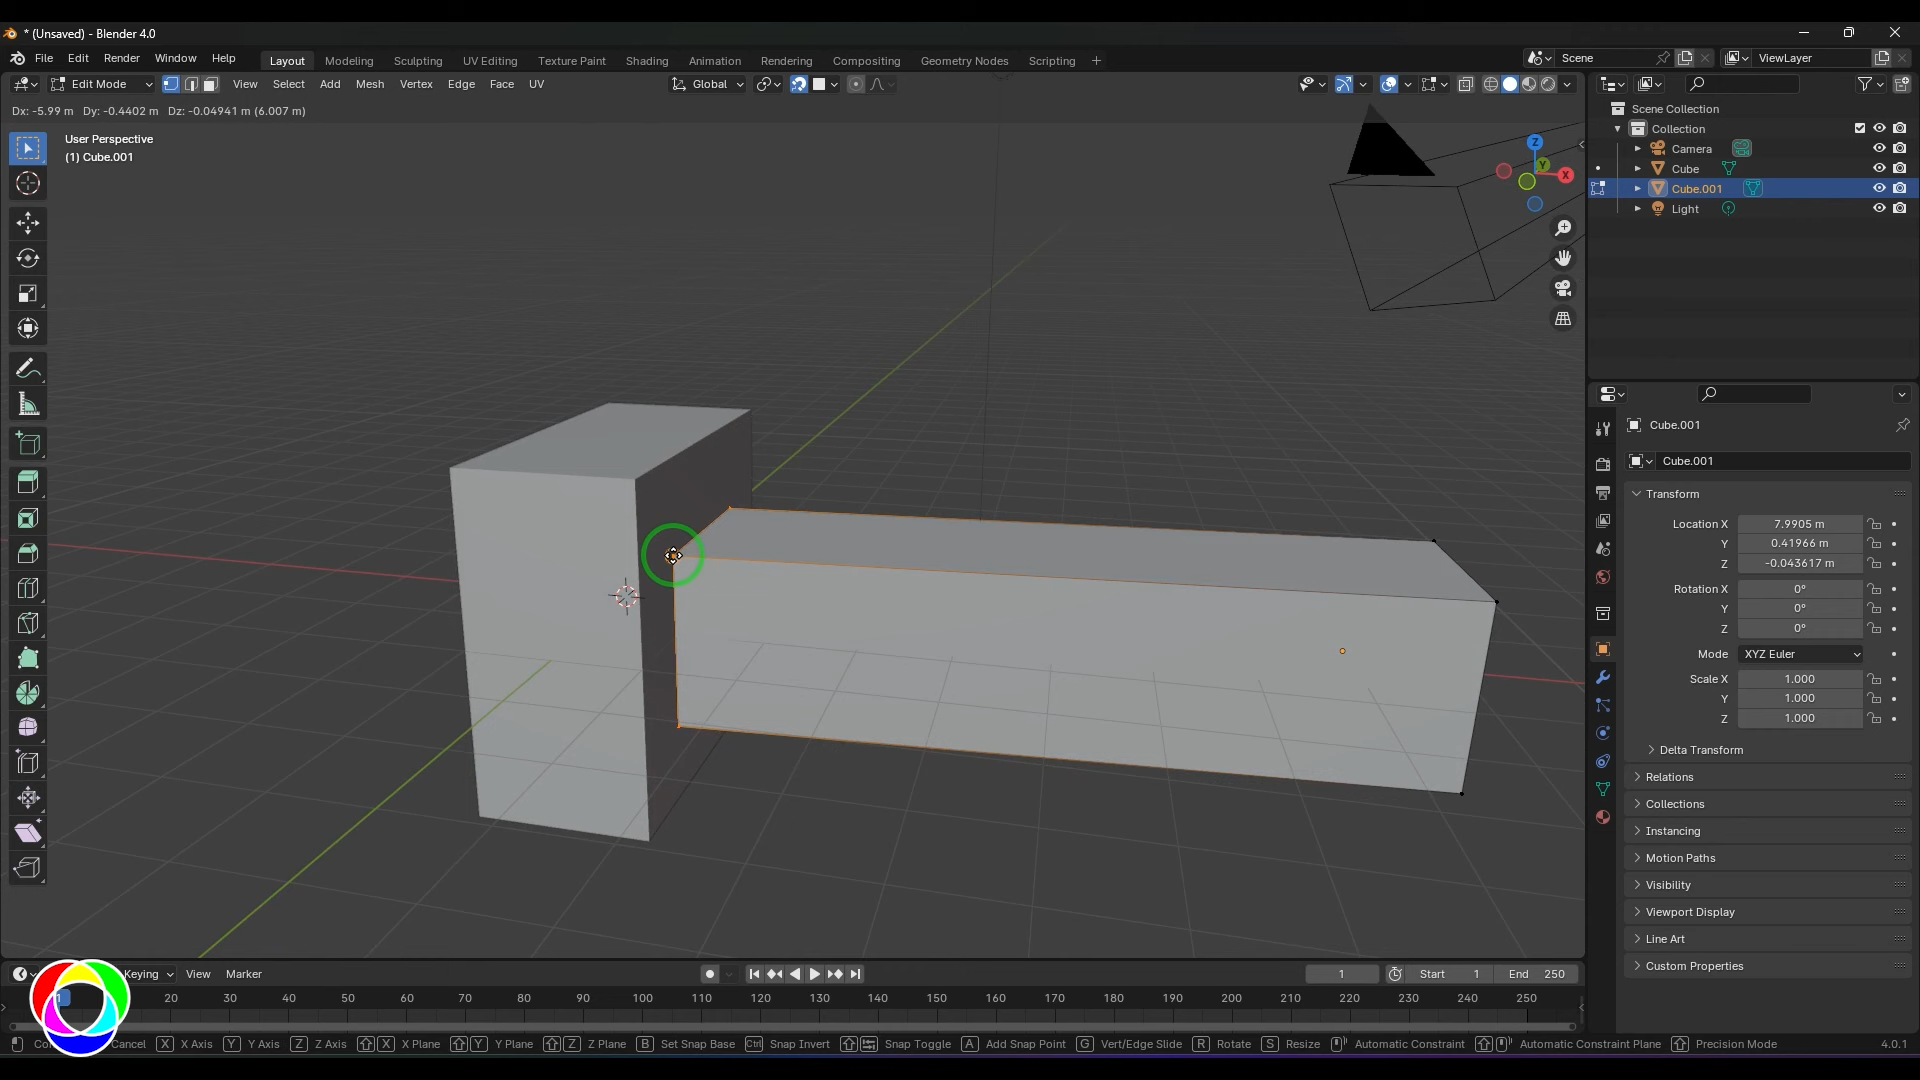 * (Unsaved) - Blender 4.0
File Edit Render Window Help Layout Modeling Sculpting UV Editing Texture Paint Shading Animation Rendering Compositing Geometry Nodes Scripting + Scene ViewLayer
Edit Mode View Select Add Mesh Vertex Edge Face UV Global
Dx: -5.99 m Dy: -0.4402 m Dz: -0.04941 m (6.007 m)
User Perspective
(1) Cube.001
Z
Y
X
Scene Collection
Collection
Camera
Cube
Cube.001
Light
Cube.001
Cube.001
Transform
Location X 7.9905 m
Y 0.41966 m
Z -0.043617 m
Rotation X 0°
Y 0°
Z 0°
Mode XYZ Euler
Scale X 1.000
Y 1.000
Z 1.000
Delta Transform
Relations
Collections
Instancing
Motion Paths
Visibility
Viewport Display
Line Art
Custom Properties
Keying View Marker 1 Start 1 End 250
1 20 30 40 50 60 70 80 90 100 110 120 130 140 150 160 170 180 190 200 210 220 230 240 250
Cancel X X Axis Y Y Axis Z Z Axis X X Plane Y Y Plane Z Z Plane B Set Snap Base Ctrl Snap Invert Snap Toggle A Add Snap Point G Vert/Edge Slide R Rotate S Resize Automatic Constraint Automatic Constraint Plane Precision Mode 4.0.1